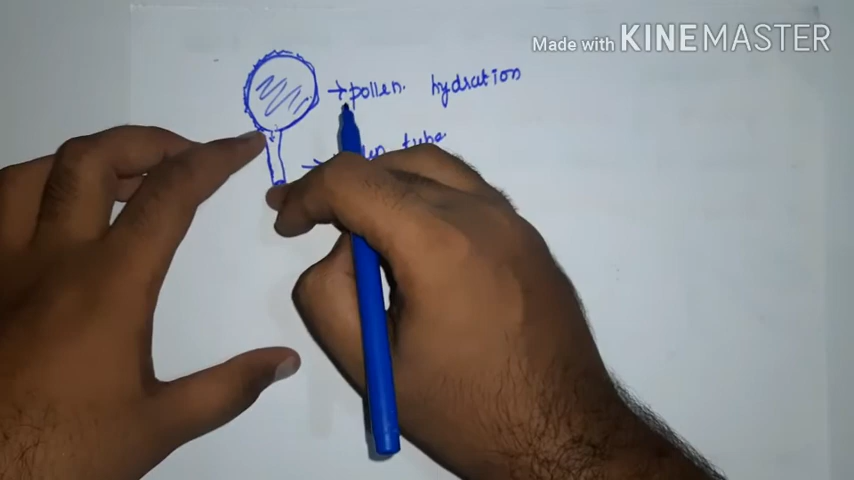 Made with KINEMASTER
→ pollen hydration
→ tube